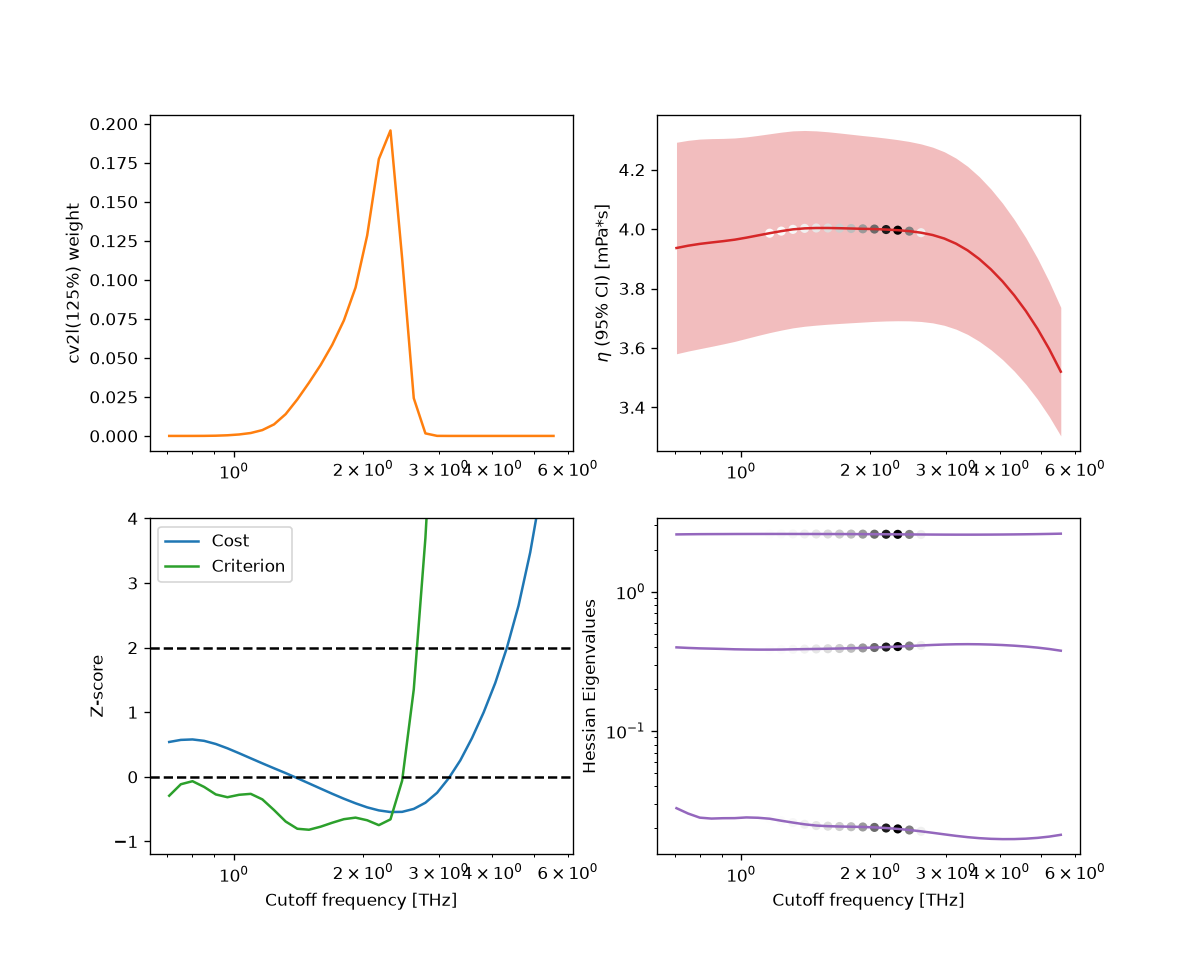 cv2l(125%) weight
0.200
0.175
0.150
0.125
0.100
0.075
0.050
0.025
0.000
10⁰
2 × 10⁰
3 × 10⁰
4 × 10⁰
6 × 10⁰
η (95% CI) [mPa*s]
4.2
4.0
3.8
3.6
3.4
10⁰
2 × 10⁰
3 × 10⁰
4 × 10⁰
6 × 10⁰
Z-score
4
3
2
1
0
−1
Cost
Criterion
10⁰
2 × 10⁰
3 × 10⁰
4 × 10⁰
6 × 10⁰
Cutoff frequency [THz]
Hessian Eigenvalues
10⁰
10⁻¹
10⁰
2 × 10⁰
3 × 10⁰
4 × 10⁰
6 × 10⁰
Cutoff frequency [THz]